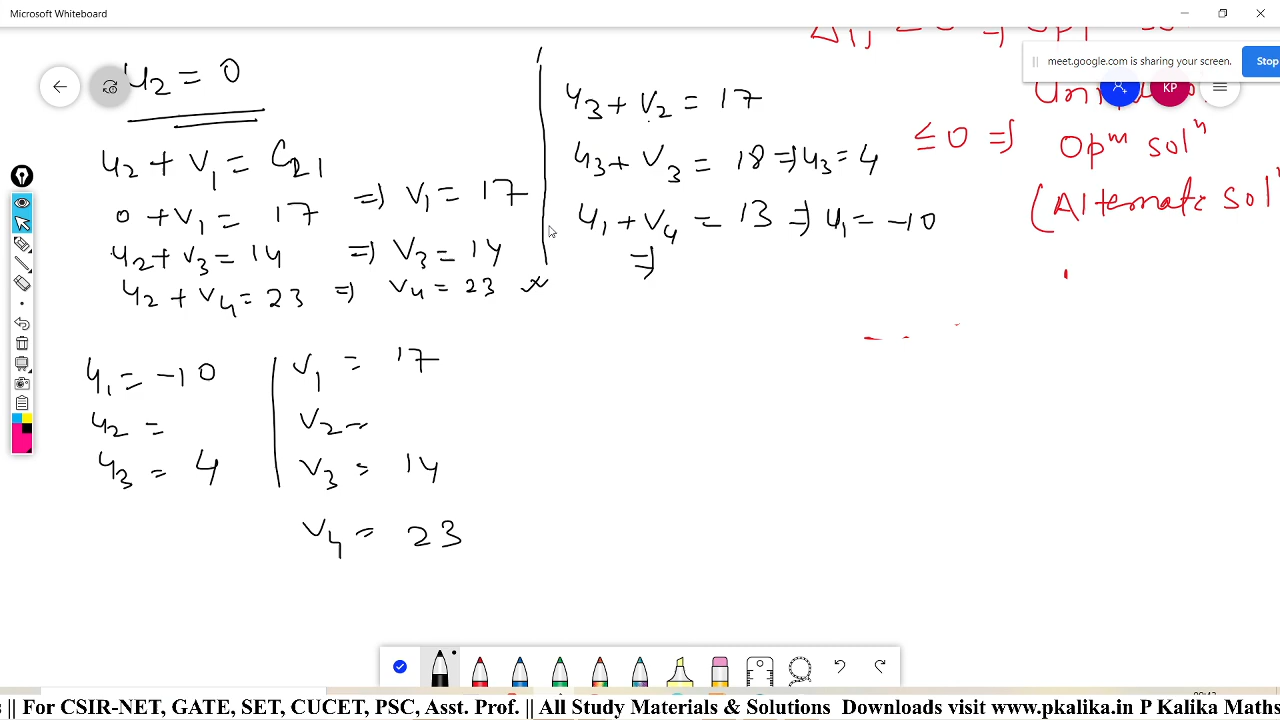 Microsoft Whiteboard
meet.google.com is sharing your screen.
Stop
KP
u2 = 0
u2 + v1 = C21
0 + v1 = 17 => v1 = 17
u2 + v3 = 14 => v3 = 14
u2 + v4 = 23 => v4 = 23
u3 + v2 = 17
u3 + v3 = 18 => u3 = 4
u1 + v4 = 13 => u1 = -10
=>
≤ 0 => Opm soln
(Alternate soln
u1 = -10
u2 =
u3 = 4
v1 = 17
v2 =
v3 = 14
v4 = 23
|| For CSIR-NET, GATE, SET, CUCET, PSC, Asst. Prof. || All Study Materials & Solutions Downloads visit www.pkalika.in P Kalika Maths